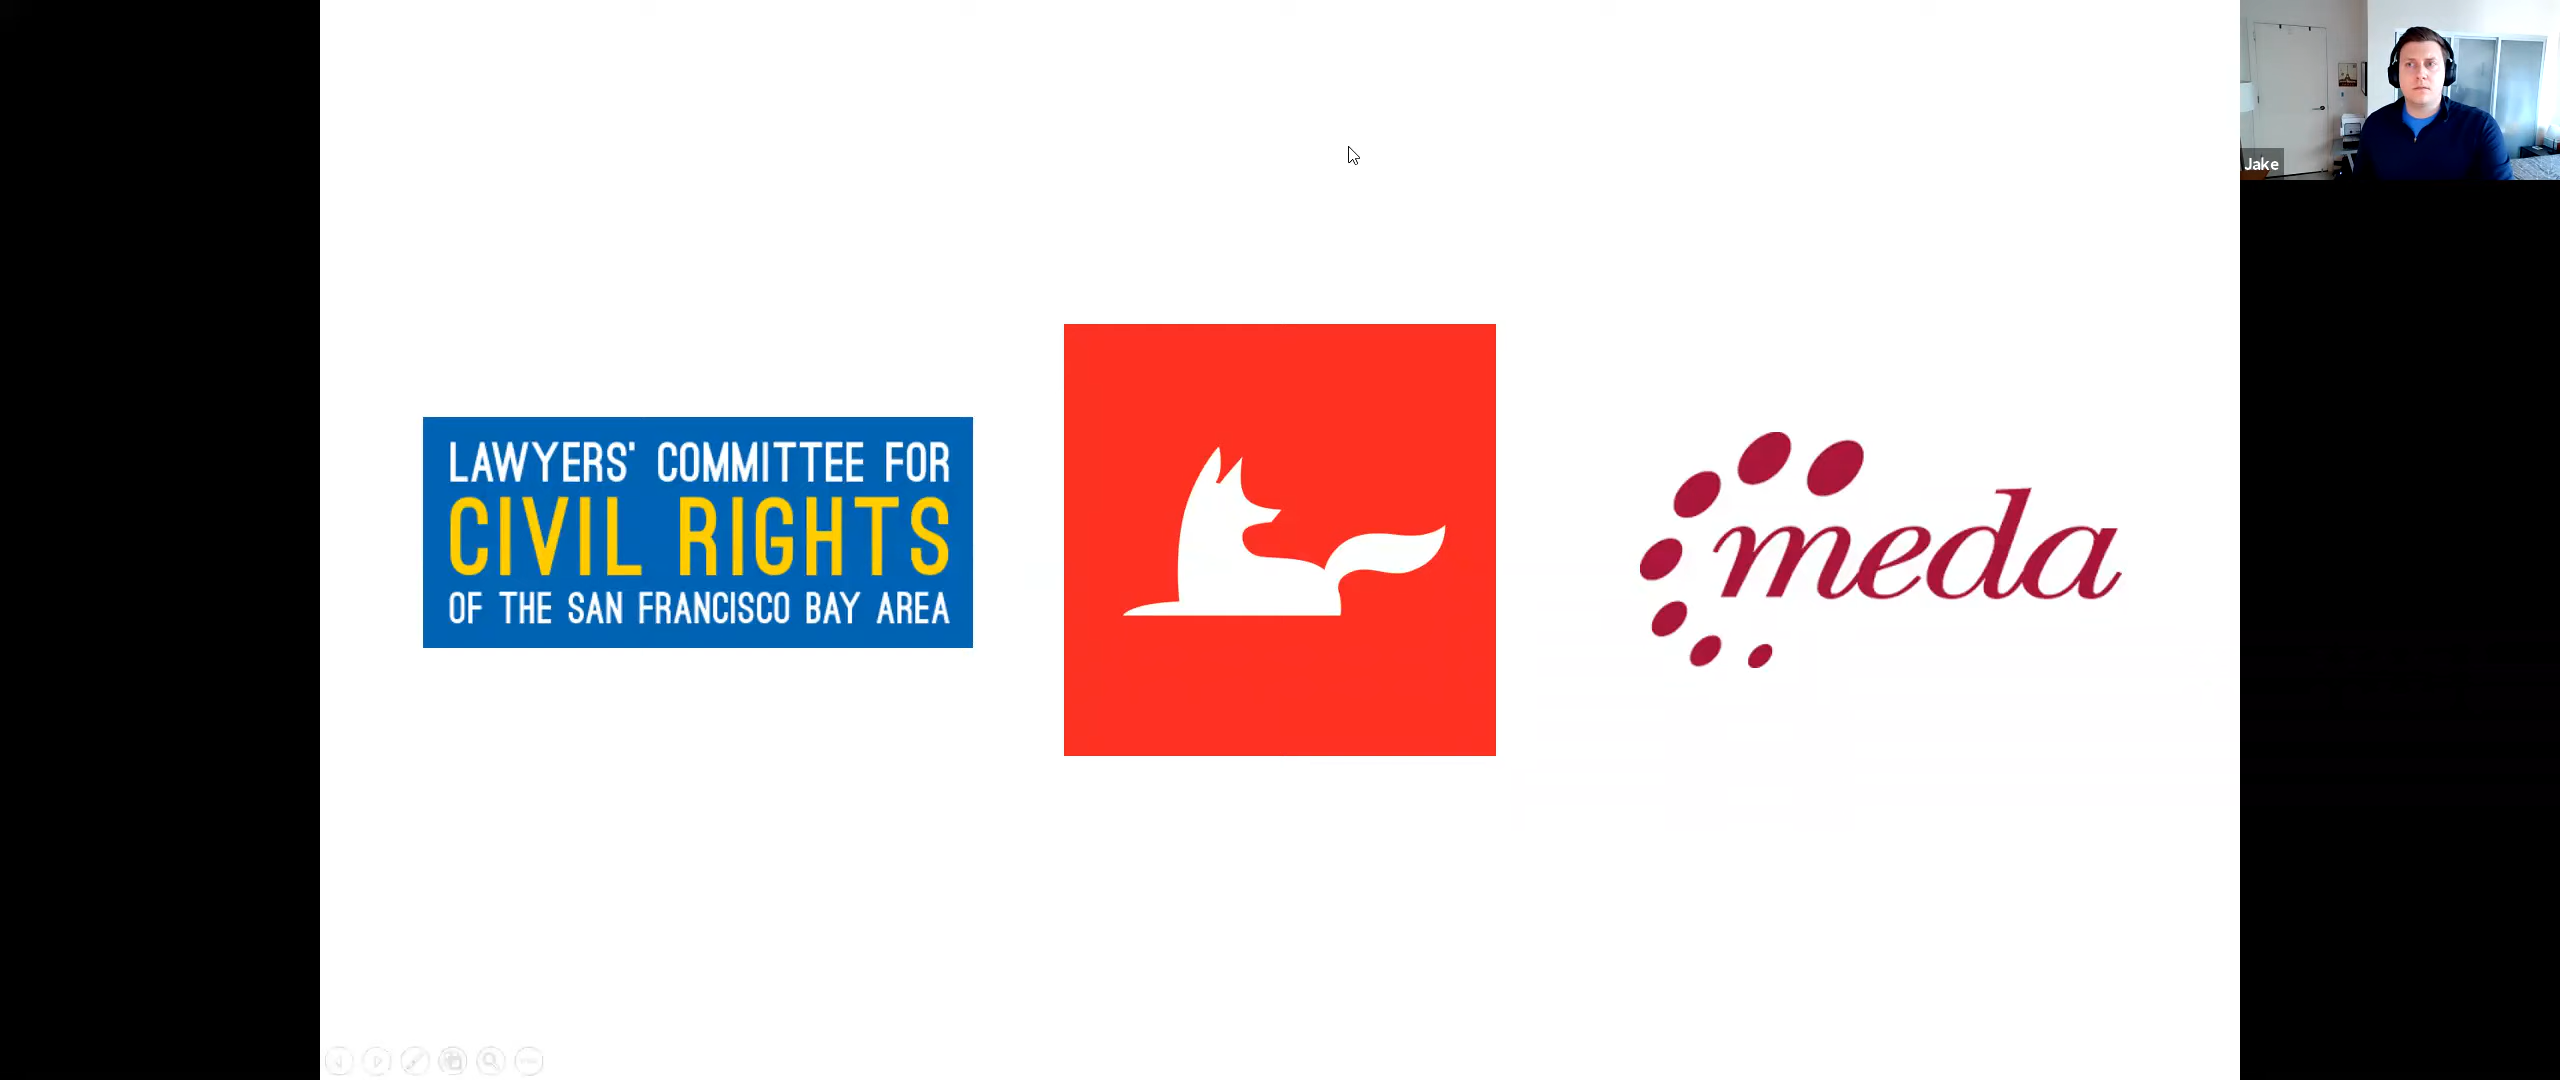 LAWYERS' COMMITTEE FOR
CIVIL RIGHTS
OF THE SAN FRANCISCO BAY AREA
meda
Jake